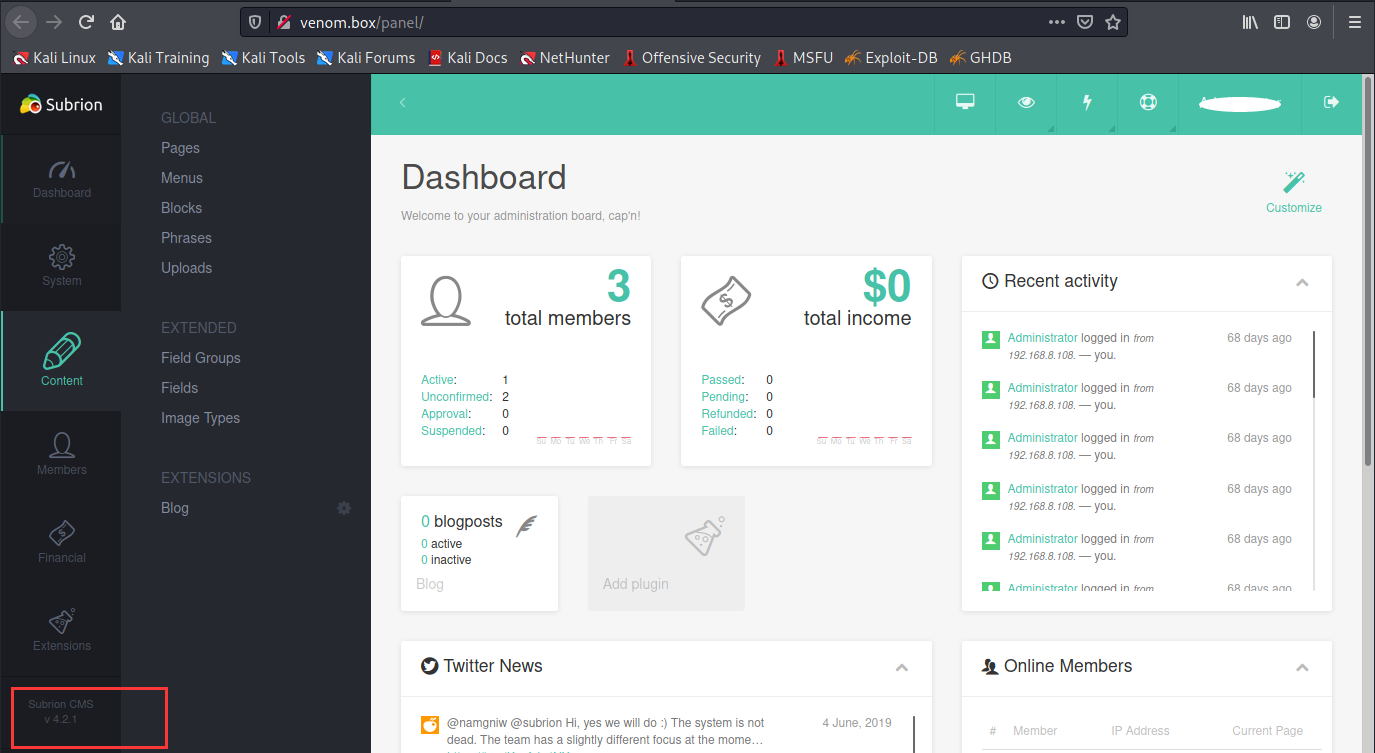 venom.box/panel/
Kali Linux Kali Training Kali Tools Kali Forums Kali Docs NetHunter Offensive Security MSFU Exploit-DB GHDB
Subrion
Dashboard
System
Content
Members
Financial
Extensions
Subrion CMS
v 4.2.1
GLOBAL
Pages
Menus
Blocks
Phrases
Uploads
EXTENDED
Field Groups
Fields
Image Types
EXTENSIONS
Blog
Dashboard
Welcome to your administration board, cap'n!
Customize
3
total members
Active: 1
Unconfirmed: 2
Approval: 0
Suspended: 0
Su Mo Tu We Th Fr Sa
$0
total income
Passed: 0
Pending: 0
Refunded: 0
Failed: 0
Su Mo Tu We Th Fr Sa
Recent activity
Administrator logged in from 68 days ago
192.168.8.108. — you.
Administrator logged in from 68 days ago
192.168.8.108. — you.
Administrator logged in from 68 days ago
192.168.8.108. — you.
Administrator logged in from 68 days ago
192.168.8.108. — you.
Administrator logged in from 68 days ago
192.168.8.108. — you.
Administrator logged in from 68 days ago
0 blogposts
0 active
0 inactive
Blog
Add plugin
Twitter News
@namgniw @subrion Hi, yes we will do :) The system is not 4 June, 2019
dead. The team has a slightly different focus at the mome…
Online Members
# Member IP Address Current Page